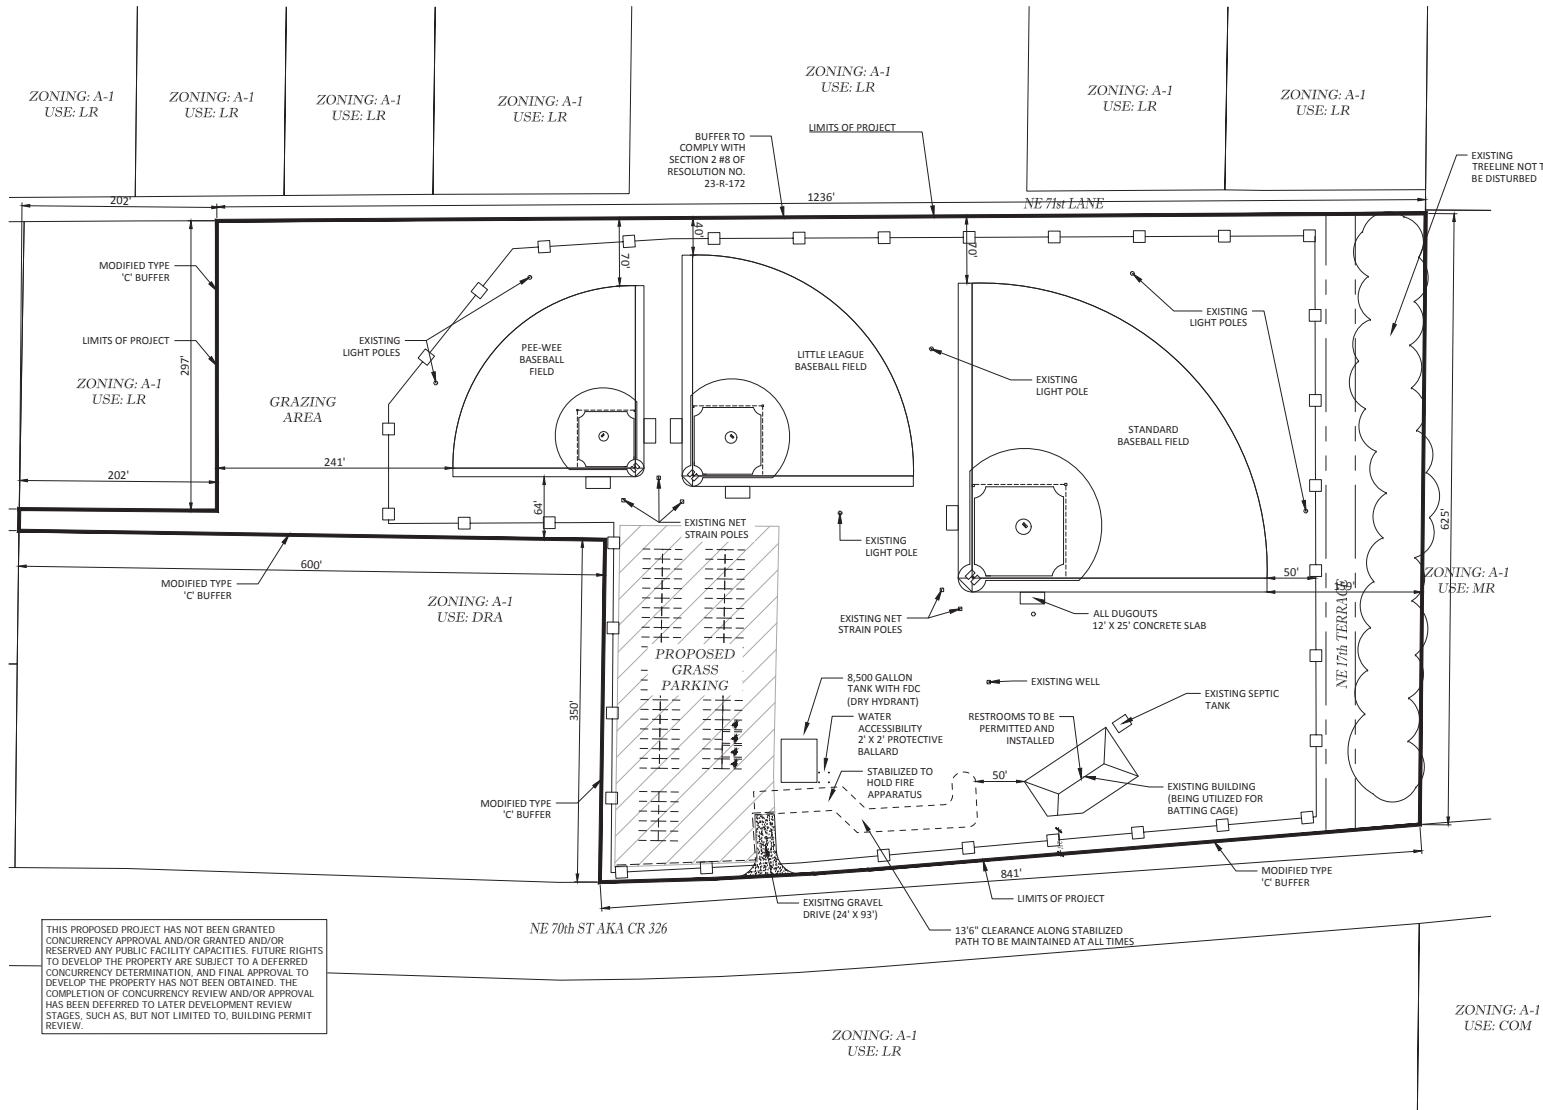 ZONING: A-1
USE: LR
ZONING: A-1
USE: LR
ZONING: A-1
USE: LR
ZONING: A-1
USE: LR
ZONING: A-1
USE: LR
ZONING: A-1
USE: LR
ZONING: A-1
USE: LR
BUFFER TO
COMPLY WITH
SECTION 2 #8 OF
RESOLUTION NO.
23-R-172
LIMITS OF PROJECT
EXISTING
TREELINE NOT T
BE DISTURBED
202'
1236'
NE 71st LANE
MODIFIED TYPE
'C' BUFFER
LIMITS OF PROJECT
297'
ZONING: A-1
USE: LR
GRAZING
AREA
EXISTING
LIGHT POLES
70'
40'
70'
PEE-WEE
BASEBALL
FIELD
LITTLE LEAGUE
BASEBALL FIELD
EXISTING
LIGHT POLE
EXISTING
LIGHT POLES
STANDARD
BASEBALL FIELD
202'
241'
64'
EXISTING NET
STRAIN POLES
EXISTING
LIGHT POLE
625'
600'
MODIFIED TYPE
'C' BUFFER
ZONING: A-1
USE: DRA
50'
159'
ZONING: A-1
USE: MR
NE 17th TERRACE
EXISTING NET
STRAIN POLES
ALL DUGOUTS
12' X 25' CONCRETE SLAB
PROPOSED
GRASS
PARKING
350'
8,500 GALLON
TANK WITH FDC
(DRY HYDRANT)
EXISTING WELL
EXISTING SEPTIC
TANK
WATER
ACCESSIBILITY
2' X 2' PROTECTIVE
BALLARD
RESTROOMS TO BE
PERMITTED AND
INSTALLED
STABILIZED TO
HOLD FIRE
APPARATUS
50'
EXISTING BUILDING
(BEING UTILIZED FOR
BATTING CAGE)
MODIFIED TYPE
'C' BUFFER
841'
MODIFIED TYPE
'C' BUFFER
LIMITS OF PROJECT
EXISITNG GRAVEL
DRIVE (24' X 93')
13'6" CLEARANCE ALONG STABILIZED
PATH TO BE MAINTAINED AT ALL TIMES
NE 70th ST AKA CR 326
THIS PROPOSED PROJECT HAS NOT BEEN GRANTED
CONCURRENCY APPROVAL AND/OR GRANTED AND/OR
RESERVED ANY PUBLIC FACILITY CAPACITIES. FUTURE RIGHTS
TO DEVELOP THE PROPERTY ARE SUBJECT TO A DEFERRED
CONCURRENCY DETERMINATION, AND FINAL APPROVAL TO
DEVELOP THE PROPERTY HAS NOT BEEN OBTAINED. THE
COMPLETION OF CONCURRENCY REVIEW AND/OR APPROVAL
HAS BEEN DEFERRED TO LATER DEVELOPMENT REVIEW
STAGES, SUCH AS, BUT NOT LIMITED TO, BUILDING PERMIT
REVIEW.
ZONING: A-1
USE: LR
ZONING: A-1
USE: COM